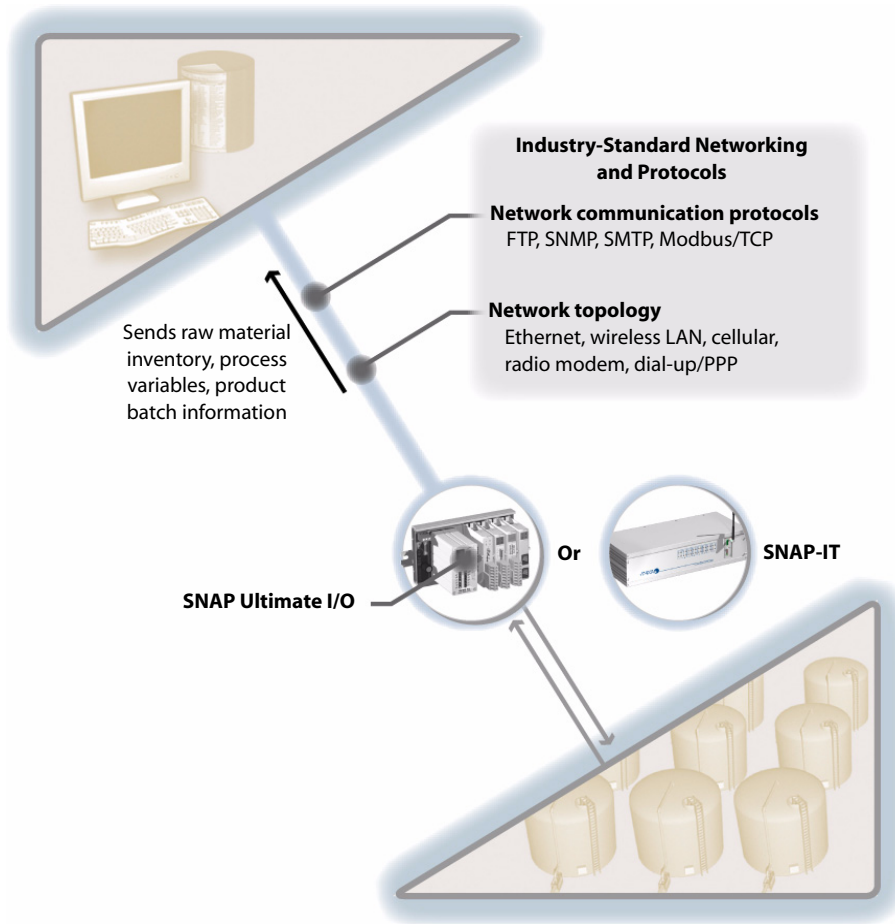 Industry-Standard Networking
and Protocols
Network communication protocols
FTP, SNMP, SMTP, Modbus/TCP
Network topology
Ethernet, wireless LAN, cellular,
radio modem, dial-up/PPP
Sends raw material
inventory, process
variables, product
batch information
Or
SNAP-IT
SNAP Ultimate I/O